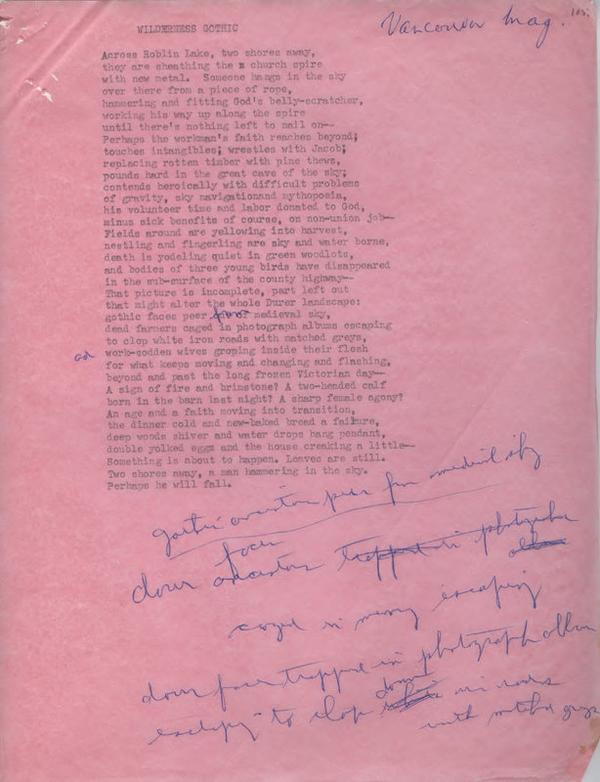 Vancouver Mag.
105.
WILDERNESS GOTHIC
Across Roblin Lake, two shores away,
they are sheathing the x church spire
with new metal. Someone hangs in the sky
over there from a piece of rope,
hammering and fitting God's belly-scratcher,
working his way up along the spire
until there's nothing left to nail on—
Perhaps the workman's faith reaches beyond;
touches intangibles; wrestles with Jacob;
replacing rotten timber with pine thews,
pounds hard in the great cave of the sky;
contends heroically with difficult problems
of gravity, sky navigationand mythopoeia,
his volunteer time and labor donated to God,
minus sick benefits of course, on non-union job—
Fields around are yellowing into harvest,
nestling and fingerling are sky and water borne,
death is yodeling quiet in green woodlots,
and bodies of three young birds have disappeared
in the sub-surface of the county highway—
That picture is incomplete, part left out
that might alter the whole Durer landscape:
gothic faces peer from medieval sky,
dead farmers caged in photograph albums escaping
to clop white iron roads with matched greys,
work-sodden wives groping inside their flesh
for what keeps moving and changing and flashing,
beyond and past the long frozen Victorian day—
A sign of fire and brimstone? A two-headed calf
born in the barn last night? A sharp female agony?
An age and a faith moving into transition,
the dinner cold and new-baked bread a failure,
deep woods shiver and water drops hang pendant,
double yolked eggs and the house creaking a little—
Something is about to happen. Leaves are still.
Two shores away, a man hammering in the sky.
Perhaps he will fall.
gothic ancestors peer from medieval sky
faces
dour ancestors trapped in photograph
album
caged in escaping
dour faces trapped in photograph album
escaping to clop down roads
with matched greys